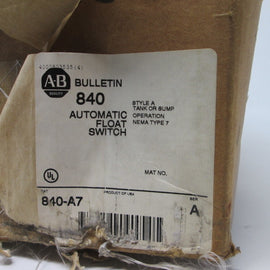 A-B
QUALITY
BULLETIN
840
AUTOMATIC
FLOAT
SWITCH
STYLE A
TANK OR SUMP
OPERATION
NEMA TYPE 7
UL
MAT NO.
PRODUCT OF USA
CAT
840-A7
SER
A